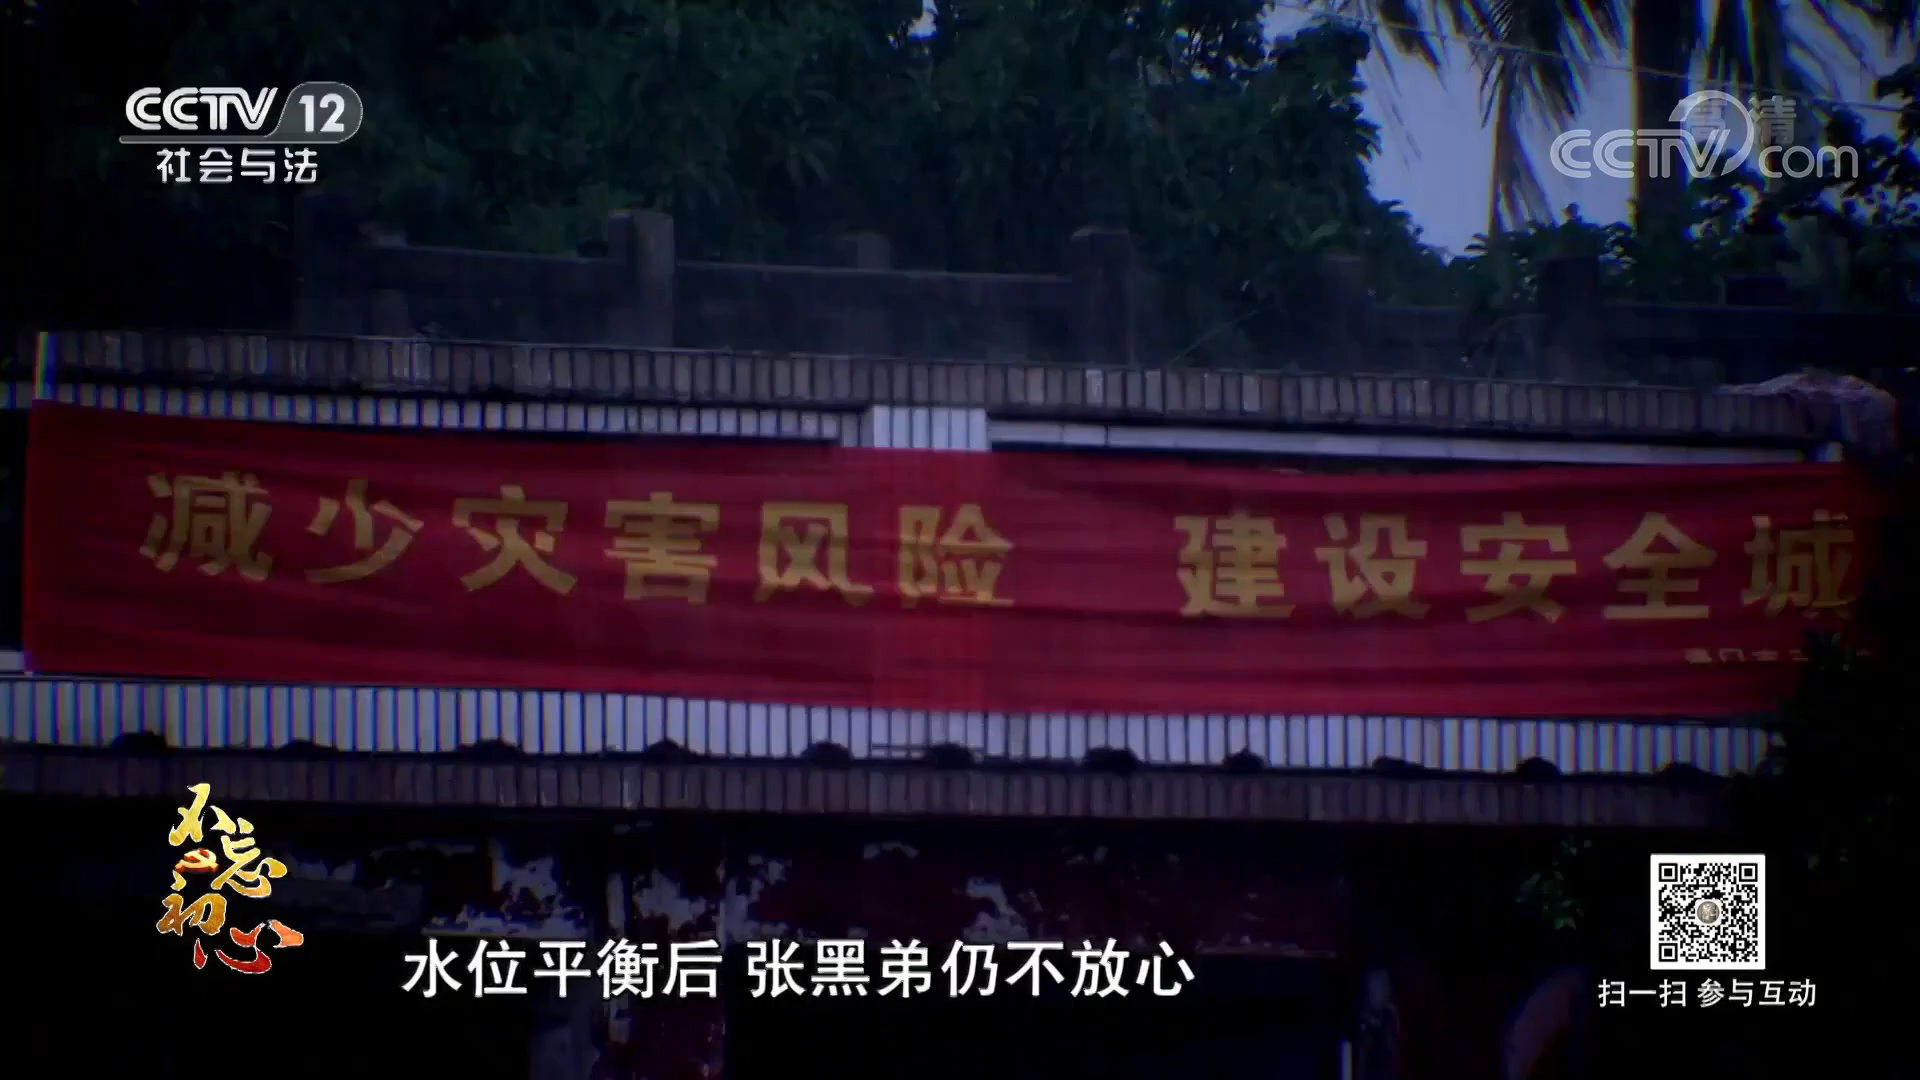 CCTV 12
社会与法
高清
CCTV com
减少灾害风险 建设安全城
不忘
初心
水位平衡后 张黑弟仍不放心
扫一扫 参与互动